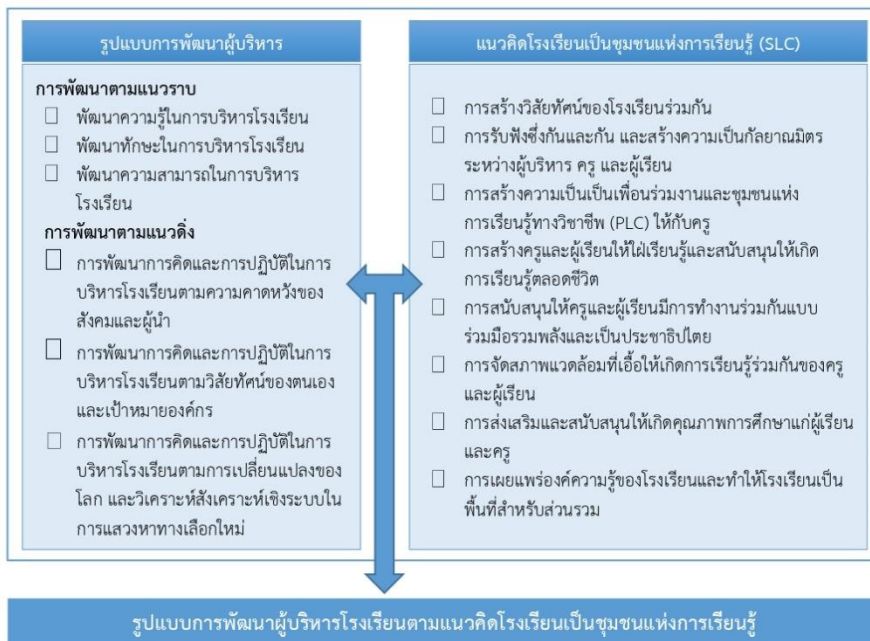 รูปแบบการพัฒนาผู้บริหาร
การพัฒนาตามแนวราบ
พัฒนาความรู้ในการบริหารโรงเรียน
พัฒนาทักษะในการบริหารโรงเรียน
พัฒนาความสามารถในการบริหาร
โรงเรียน
การพัฒนาตามแนวดิ่ง
การพัฒนาการคิดและการปฏิบัติในการ
บริหารโรงเรียนตามความคาดหวังของ
สังคมและผู้นำ
การพัฒนาการคิดและการปฏิบัติในการ
บริหารโรงเรียนตามวิสัยทัศน์ของตนเอง
และเป้าหมายองค์กร
การพัฒนาการคิดและการปฏิบัติในการ
บริหารโรงเรียนตามการเปลี่ยนแปลงของ
โลก และวิเคราะห์สังเคราะห์เชิงระบบใน
การแสวงหาทางเลือกใหม่
แนวคิดโรงเรียนเป็นชุมชนแห่งการเรียนรู้ (SLC)
การสร้างวิสัยทัศน์ของโรงเรียนร่วมกัน
การรับฟังซึ่งกันและกัน และสร้างความเป็นกัลยาณมิตร
ระหว่างผู้บริหาร ครู และผู้เรียน
การสร้างความเป็นเป็นเพื่อนร่วมงานและชุมชนแห่ง
การเรียนรู้ทางวิชาชีพ (PLC) ให้กับครู
การสร้างครูและผู้เรียนให้ใฝ่เรียนรู้และสนับสนุนให้เกิด
การเรียนรู้ตลอดชีวิต
การสนับสนุนให้ครูและผู้เรียนมีการทำงานร่วมกันแบบ
ร่วมมือรวมพลังและเป็นประชาธิปไตย
การจัดสภาพแวดล้อมที่เอื้อให้เกิดการเรียนรู้ร่วมกันของครู
และผู้เรียน
การส่งเสริมและสนับสนุนให้เกิดคุณภาพการศึกษาแก่ผู้เรียน
และครู
การเผยแพร่องค์ความรู้ของโรงเรียนและทำให้โรงเรียนเป็น
พื้นที่สำหรับส่วนรวม
รูปแบบการพัฒนาผู้บริหารโรงเรียนตามแนวคิดโรงเรียนเป็นชุมชนแห่งการเรียนรู้